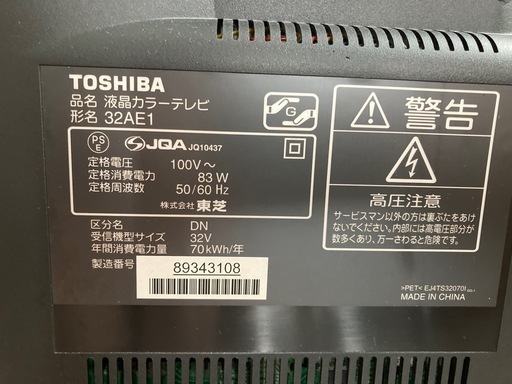 TOSHIBA
品名 液晶カラーテレビ
形名 32AE1
G
PS
E
JQA JQ10437
定格電圧 100V～
定格消費電力 83 W
定格周波数 50/60 Hz
株式会社 東芝
区分名 DN
受信機型サイズ 32V
年間消費電力量 70kWh/年
製造番号 89343108
警告
高圧注意
サービスマン以外の方は裏ぶたをあけ
ないでください。内部には高電圧部分が
数多くあり、万一さわると危険です。
>PET< EJ4TS32070I
MADE IN CHINA